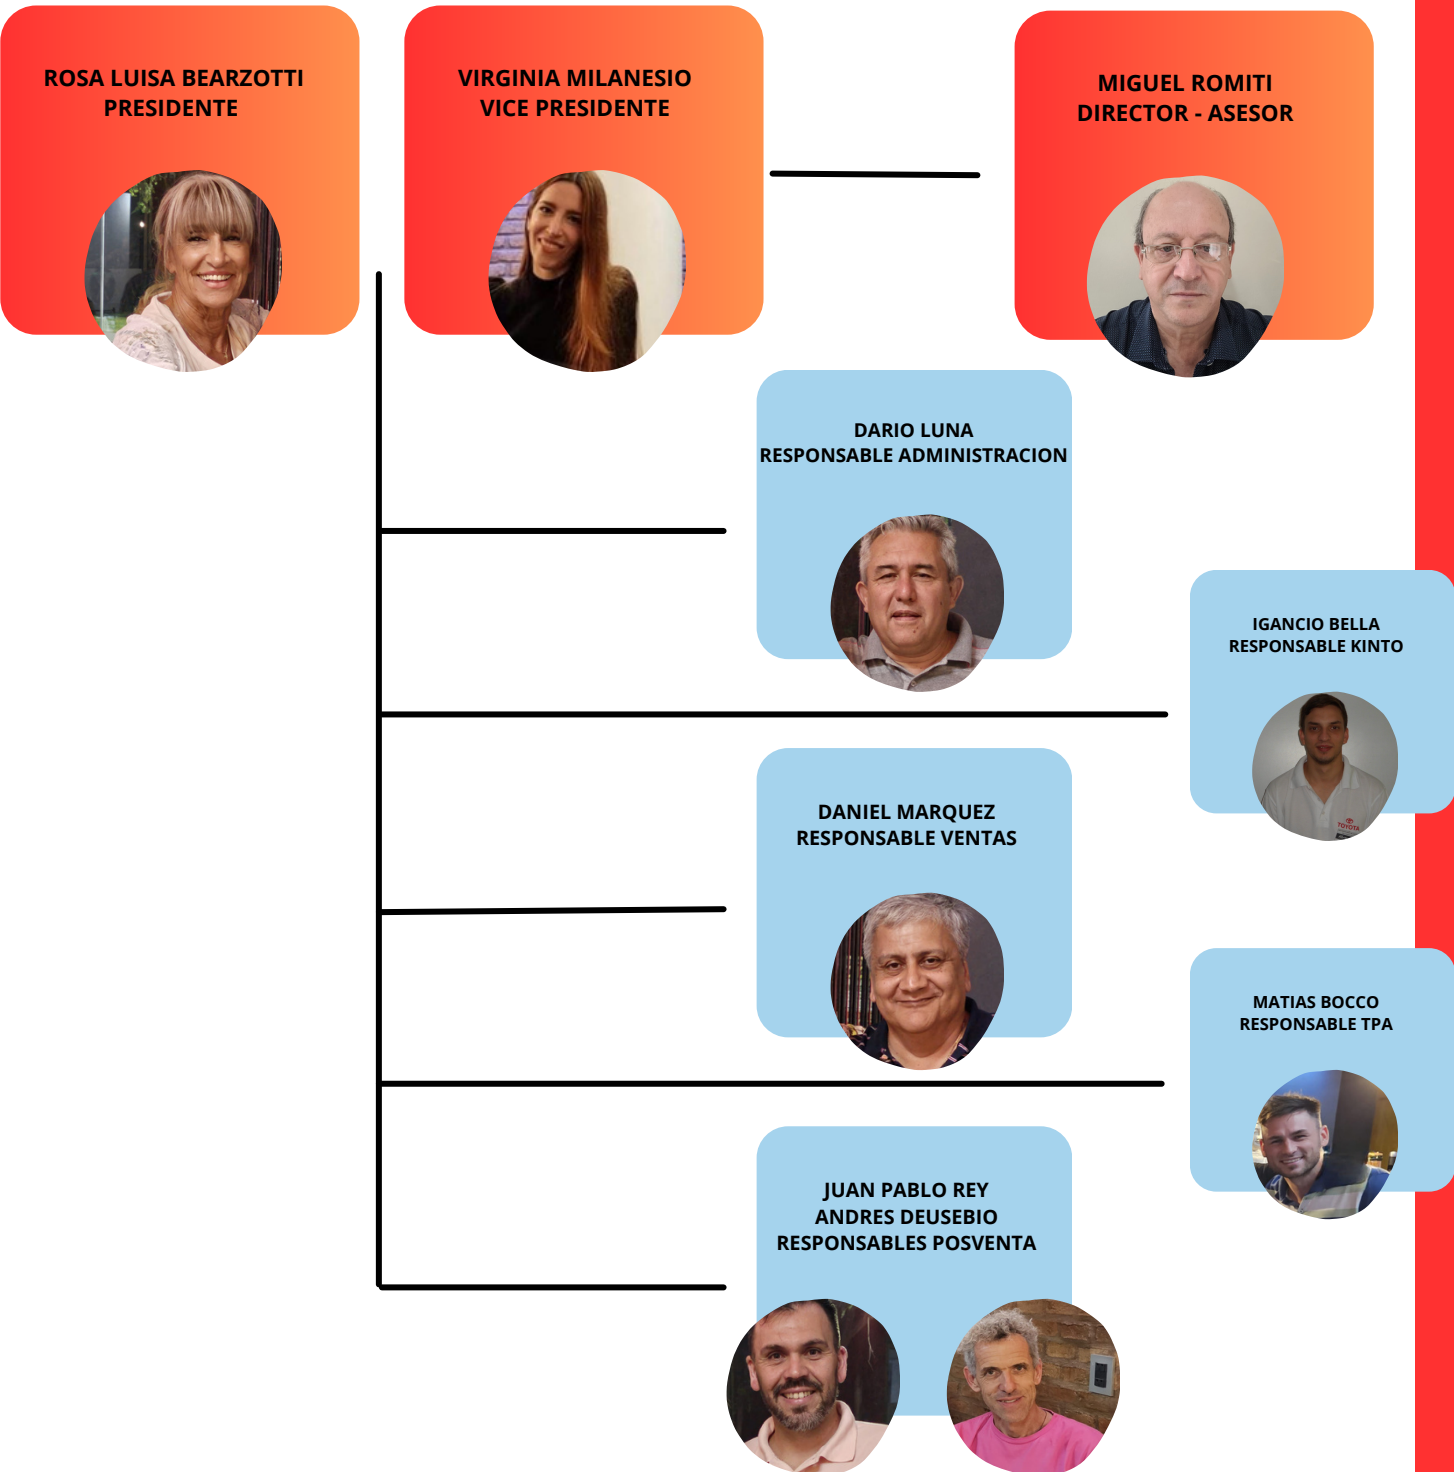 ROSA LUISA BEARZOTTI
PRESIDENTE
VIRGINIA MILANESIO
VICE PRESIDENTE
MIGUEL ROMITI
DIRECTOR - ASESOR
DARIO LUNA
RESPONSABLE ADMINISTRACION
IGANCIO BELLA
RESPONSABLE KINTO
TOYOTA
DANIEL MARQUEZ
RESPONSABLE VENTAS
MATIAS BOCCO
RESPONSABLE TPA
JUAN PABLO REY
ANDRES DEUSEBIO
RESPONSABLES POSVENTA